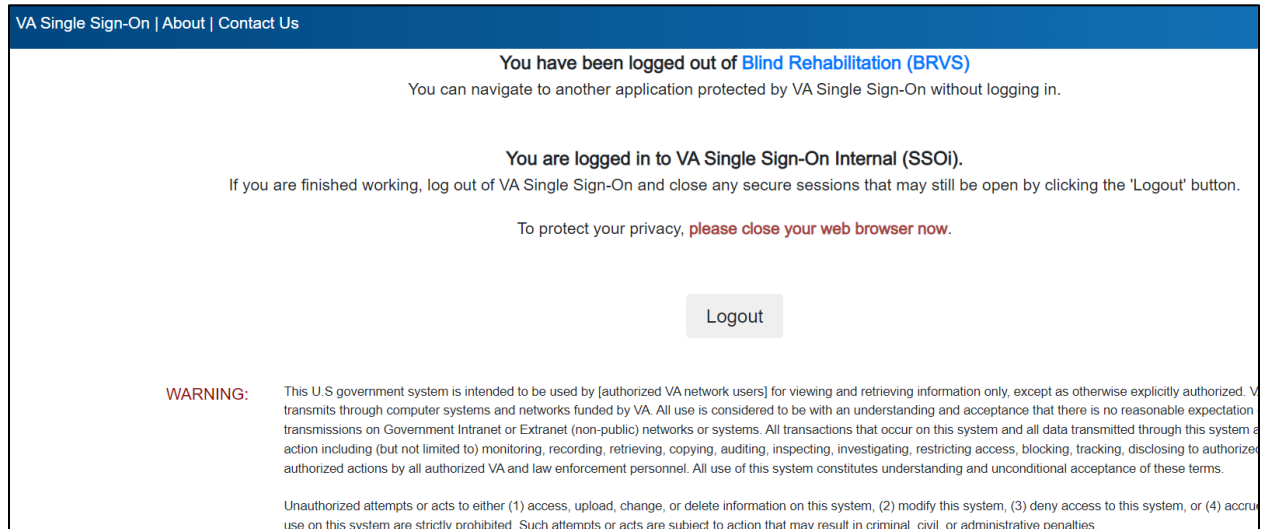 VA Single Sign-On | About | Contact Us
You have been logged out of Blind Rehabilitation (BRVS)
You can navigate to another application protected by VA Single Sign-On without logging in.
You are logged in to VA Single Sign-On Internal (SSOi).
If you are finished working, log out of VA Single Sign-On and close any secure sessions that may still be open by clicking the 'Logout' button.
To protect your privacy, please close your web browser now.
Logout
WARNING: This U.S government system is intended to be used by [authorized VA network users] for viewing and retrieving information only, except as otherwise explicitly authorized.
transmits through computer systems and networks funded by VA. All use is considered to be with an understanding and acceptance that there is no reasonable expectation
transmissions on Government Intranet or Extranet (non-public) networks or systems. All transactions that occur on this system and all data transmitted through this system
action including (but not limited to) monitoring, recording, retrieving, copying, auditing, inspecting, investigating, restricting access, blocking, tracking, disclosing to
authorized actions by all authorized VA and law enforcement personnel. All use of this system constitutes understanding and unconditional acceptance of these terms.
Unauthorized attempts or acts to either (1) access, upload, change, or delete information on this system, (2) modify this system, (3) deny access to this system, or (4)
use on this system are strictly prohibited. Such attempts or acts are subject to action that may result in criminal, civil, or administrative penalties